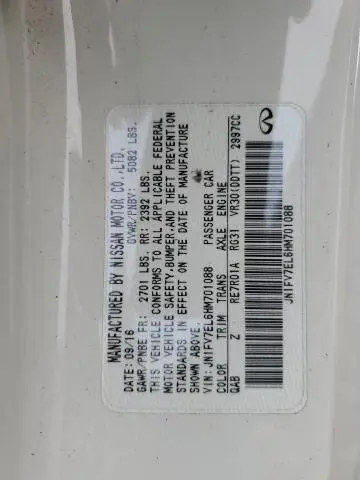 MANUFACTURED BY NISSAN MOTOR CO.,LTD.
DATE: 09/16 GVWR/PNBV: 5082 LBS.
GAWR/PNBE FR: 2701 LBS. RR: 2392 LBS.
THIS VEHICLE CONFORMS TO ALL APPLICABLE FEDERAL
MOTOR VEHICLE SAFETY,BUMPER,AND THEFT PREVENTION
STANDARDS IN EFFECT ON THE DATE OF MANUFACTURE
SHOWN ABOVE.
VIN: JN1FV7EL6HM701088 PASSENGER CAR
COLOR TRIM TRANS AXLE ENGINE
QAB Z RE7R01A RG31 VR30(DDTT) 2997CC
JN1FV7EL6HM701088